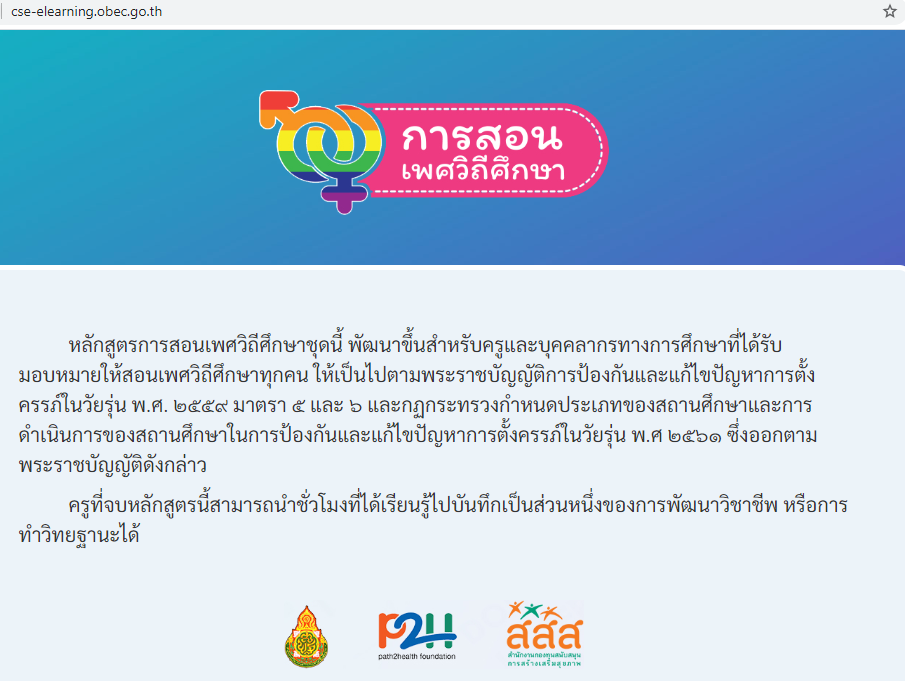 cse-elearning.obec.go.th
การสอน
เพศวิถีศึกษา
หลักสูตรการสอนเพศวิถีศึกษาชุดนี้ พัฒนาขึ้นสำหรับครูและบุคคลากรทางการศึกษาที่ได้รับ
มอบหมายให้สอนเพศวิถีศึกษาทุกคน ให้เป็นไปตามพระราชบัญญัติการป้องกันและแก้ไขปัญหาการตั้ง
ครรภ์ในวัยรุ่น พ.ศ. ๒๕๕๙ มาตรา ๕ และ ๖ และกฏกระทรวงกำหนดประเภทของสถานศึกษาและการ
ดำเนินการของสถานศึกษาในการป้องกันและแก้ไขปัญหาการตั้งครรภ์ในวัยรุ่น พ.ศ ๒๕๖๑ ซึ่งออกตาม
พระราชบัญญัติดังกล่าว
ครูที่จบหลักสูตรนี้สามารถนำชั่วโมงที่ได้เรียนรู้ไปบันทึกเป็นส่วนหนึ่งของการพัฒนาวิชาชีพ หรือการ
ทำวิทยฐานะได้
p2H
path2health foundation
สสส
สำนักงานกองทุนสนับสนุน
การสร้างเสริมสุขภาพ